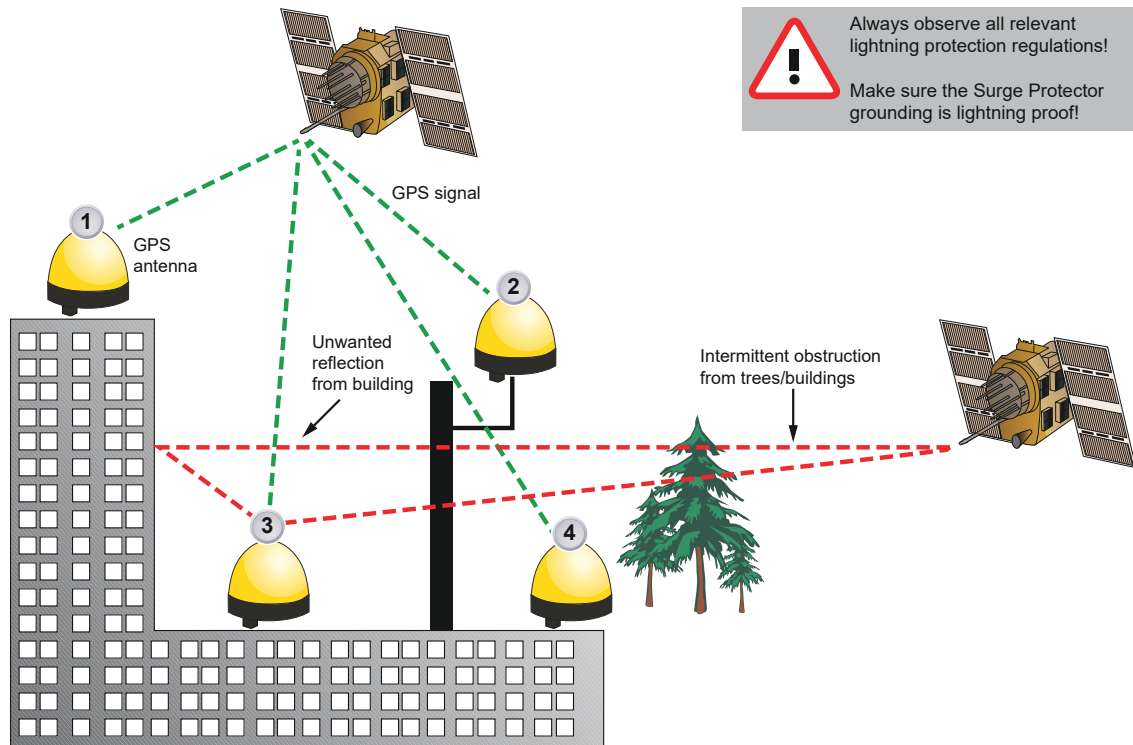 Always observe all relevant
lightning protection regulations!
Make sure the Surge Protector
grounding is lightning proof!
GPS signal
1
GPS
antenna
2
Unwanted
reflection
from building
Intermittent obstruction
from trees/buildings
3
4